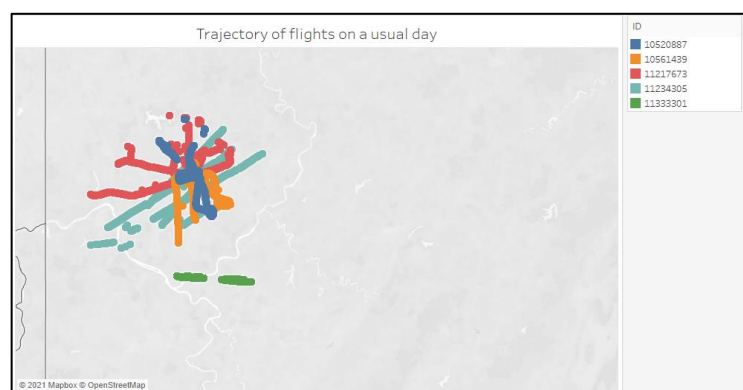 Trajectory of flights on a usual day
ID
10520887
10561439
11217673
11234305
11333301
© 2021 Mapbox © OpenStreetMap